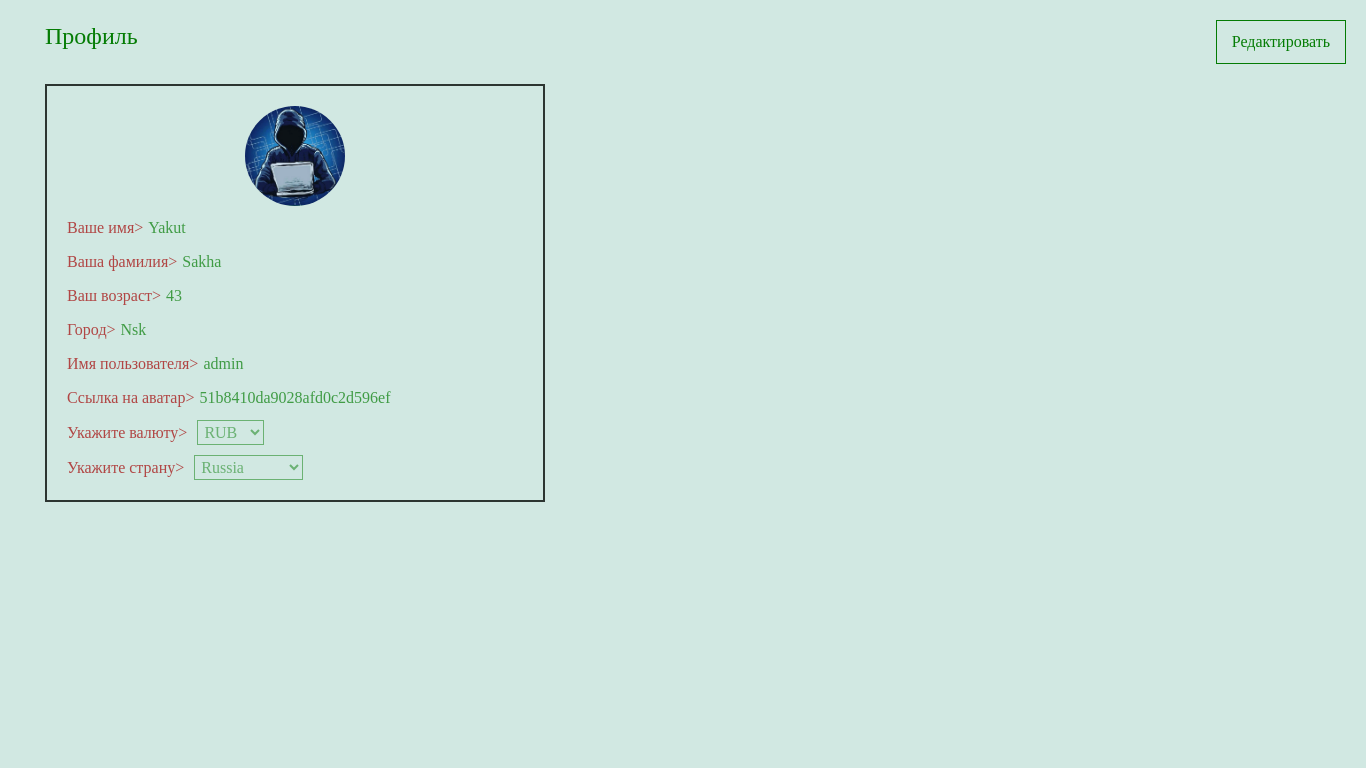 Профиль
Редактировать
Ваше имя> Yakut
Ваша фамилия> Sakha
Ваш возраст> 43
Город> Nsk
Имя пользователя> admin
Ссылка на аватар> 51b8410da9028afd0c2d596ef
Укажите валюту> RUB
Укажите страну> Russia